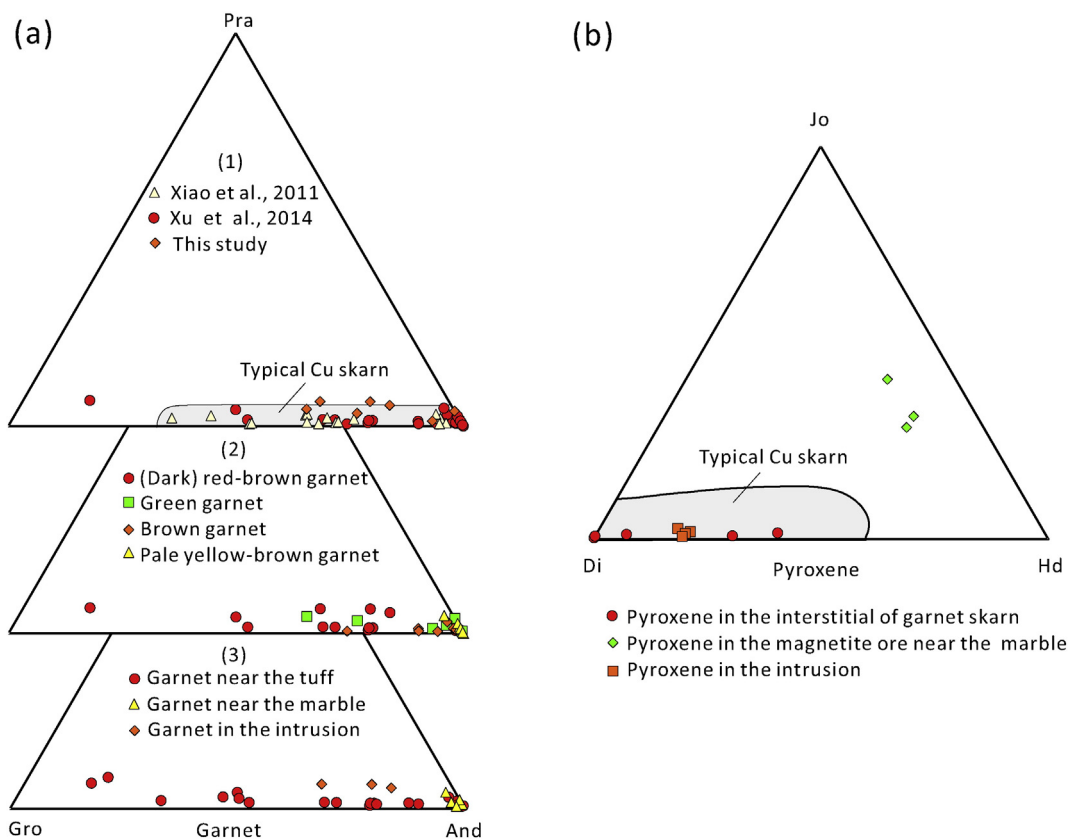 (a)
Pra
(1)
Xiao et al., 2011
Xu et al., 2014
This study
Typical Cu skarn
(2)
(Dark) red-brown garnet
Green garnet
Brown garnet
Pale yellow-brown garnet
(3)
Garnet near the tuff
Garnet near the marble
Garnet in the intrusion
Gro
Garnet
And
(b)
Jo
Typical Cu skarn
Di
Pyroxene
Hd
Pyroxene in the interstitial of garnet skarn
Pyroxene in the magnetite ore near the marble
Pyroxene in the intrusion